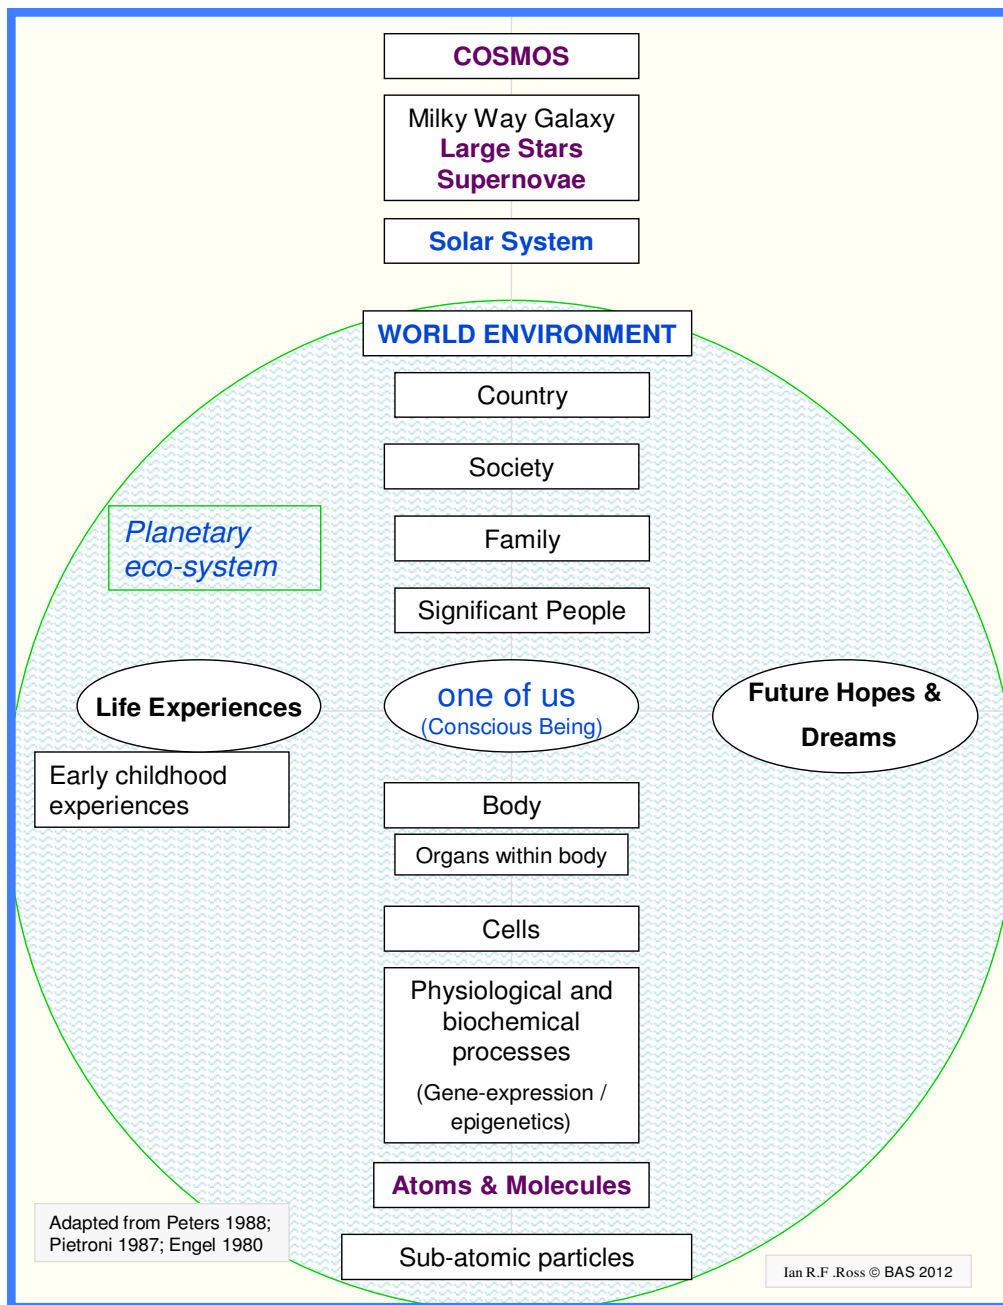 COSMOS
Milky Way Galaxy
Large Stars
Supernovae
Solar System
WORLD ENVIRONMENT
Country
Society
Planetary
eco-system
Family
Significant People
Life Experiences
one of us
(Conscious Being)
Future Hopes &
Dreams
Early childhood
experiences
Body
Organs within body
Cells
Physiological and
biochemical
processes
(Gene-expression /
epigenetics)
Atoms & Molecules
Adapted from Peters 1988;
Pietroni 1987; Engel 1980
Sub-atomic particles
Ian R.F .Ross © BAS 2012